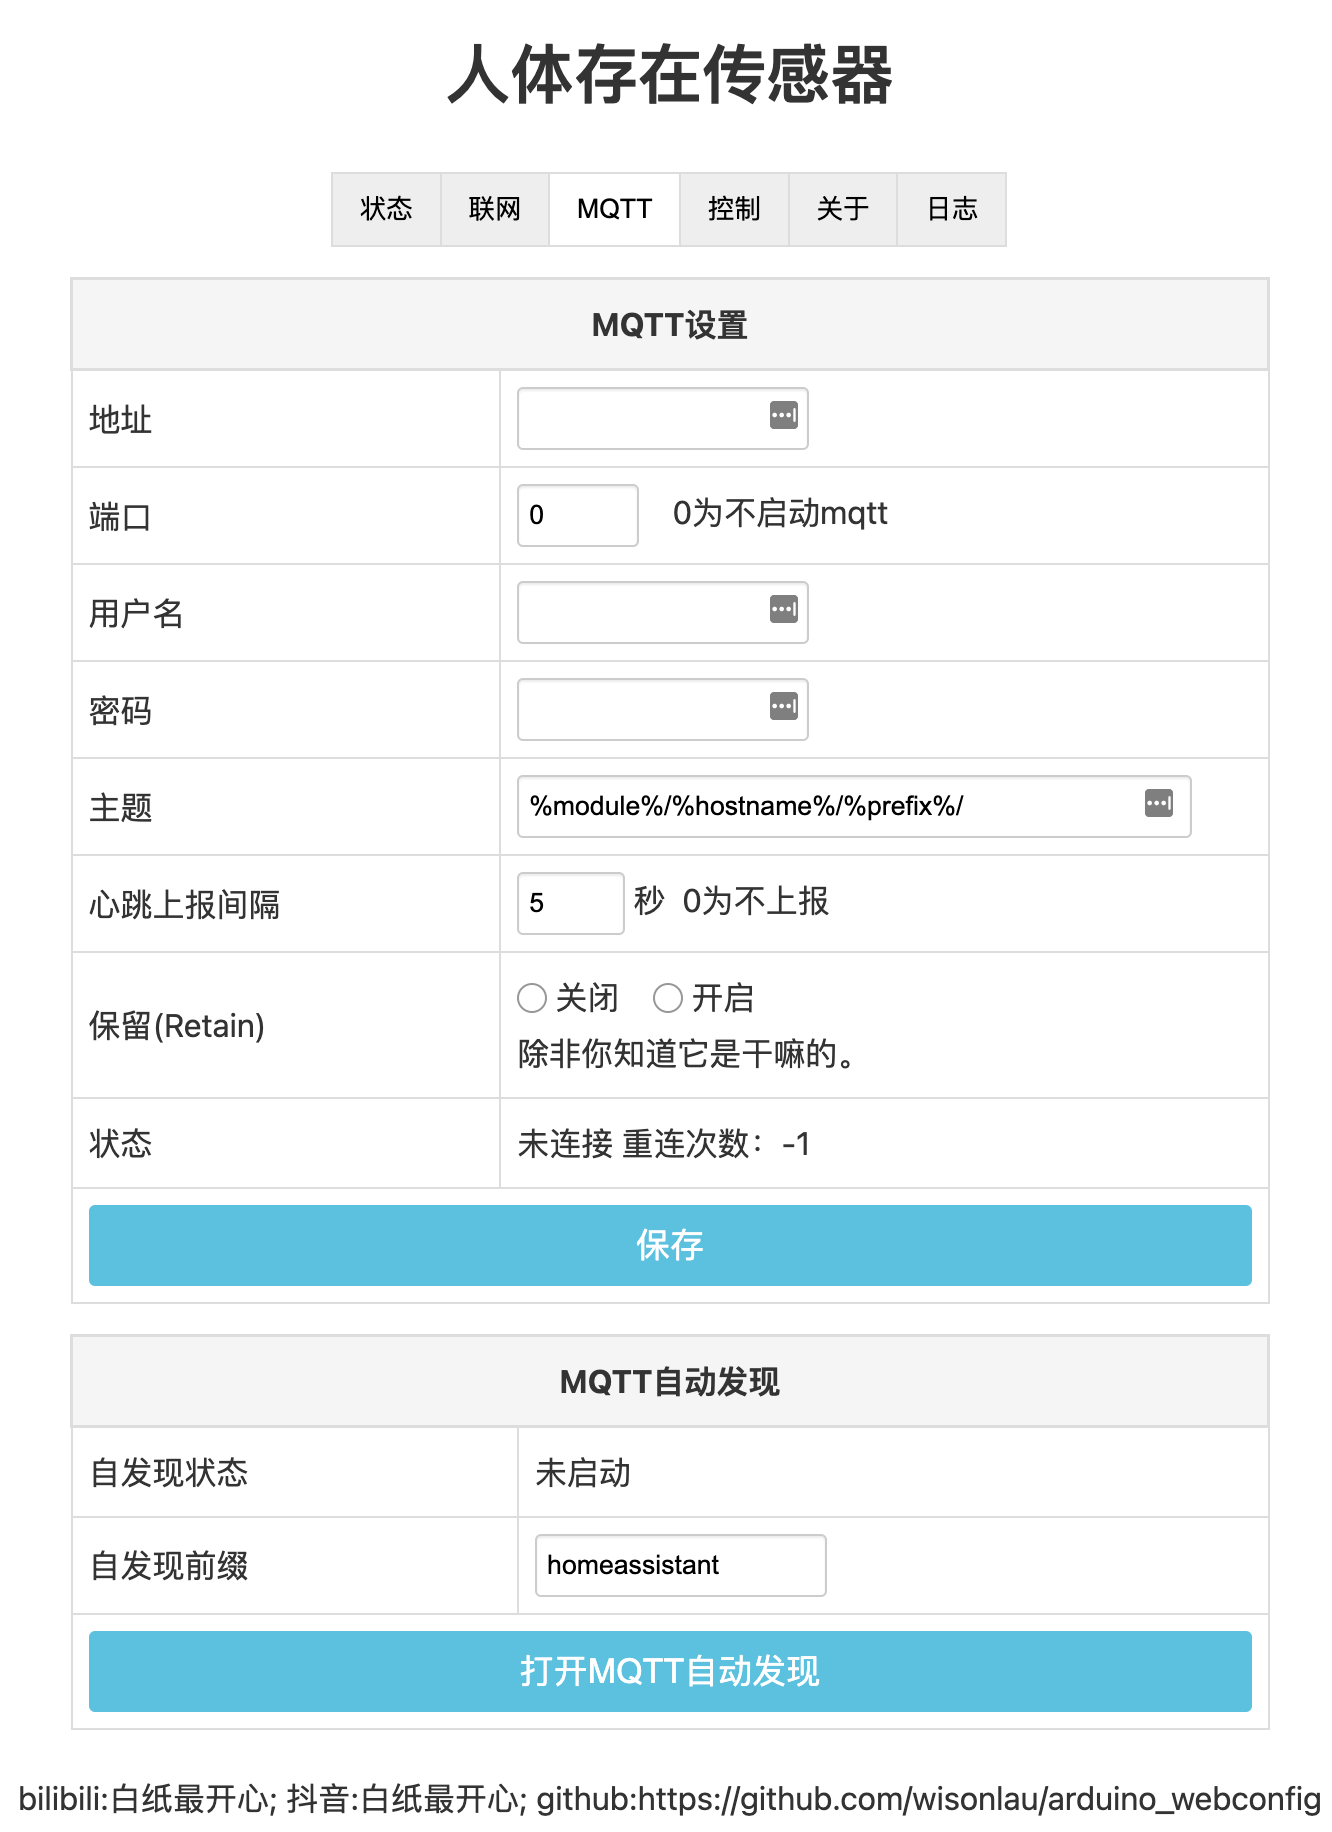 人体存在传感器
状态 联网 MQTT 控制 关于 日志
MQTT设置
地址
端口 0 0为不启动mqtt
用户名
密码
主题 %module%/%hostname%/%prefix%/
心跳上报间隔 5 秒 0为不上报
保留(Retain) 关闭 开启
除非你知道它是干嘛的。
状态 未连接 重连次数：-1
保存
MQTT自动发现
自发现状态 未启动
自发现前缀 homeassistant
打开MQTT自动发现
bilibili:白纸最开心; 抖音:白纸最开心; github:https://github.com/wisonlau/arduino_webconfig